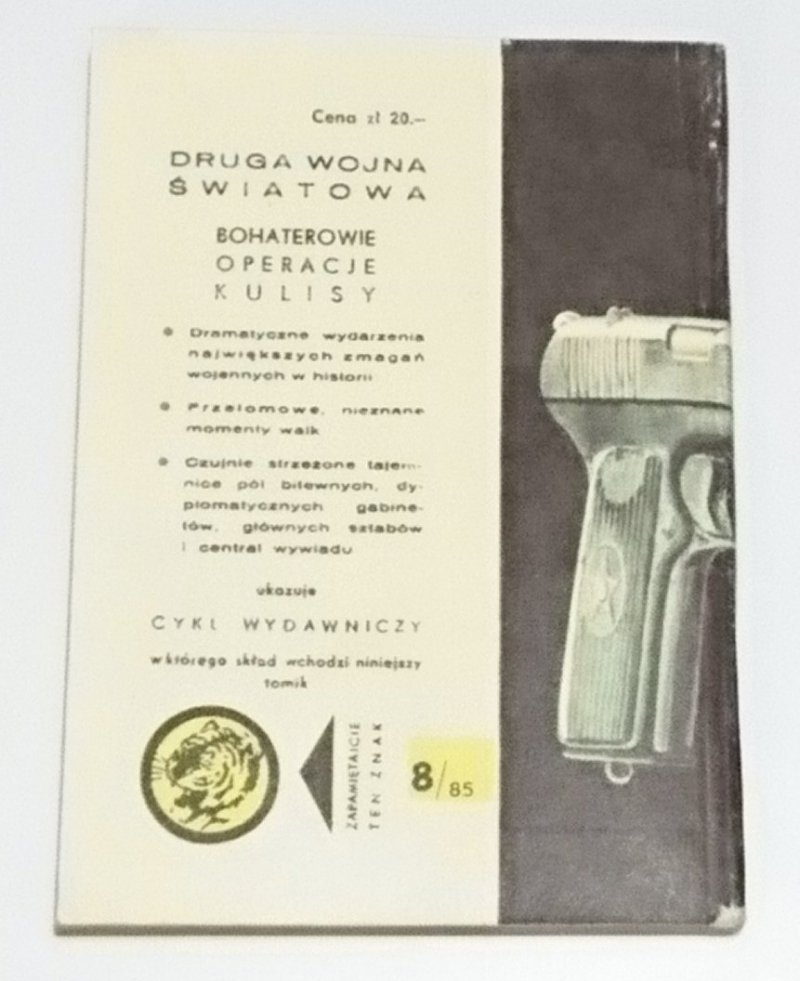 Cena zł 20.—
DRUGA WOJNA
ŚWIATOWA
BOHATEROWIE
OPERACJE
KULISY
● Dramatyczne wydarzenia
największych zmagań
wojennych w historii
● Przełomowe, nieznane
momenty walk
● Czujnie strzeżone tajem-
nice pól bitewnych, dy-
plomatycznych gabine-
tów, głównych sztabów
i central wywiadu
ukazuje
CYKL WYDAWNICZY
w którego skład wchodzi niniejszy
tomik
ZAPAMIĘTAJCIE
TEN ZNAK
8/85